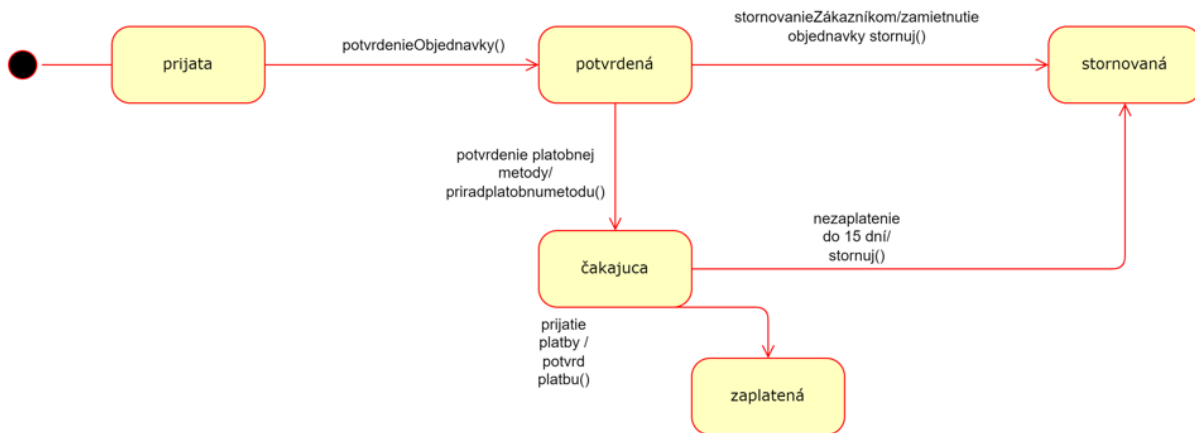 prijata
potvrdenieObjednavky()
potvrdená
stornovanieZákazníkom/zamietnutie
objednavky stornuj()
stornovaná
potvrdenie platobnej
metody/
priradplatobnumetodu()
čakajuca
nezaplatenie
do 15 dní/
stornuj()
prijatie
platby /
potvrd
platbu()
zaplatená